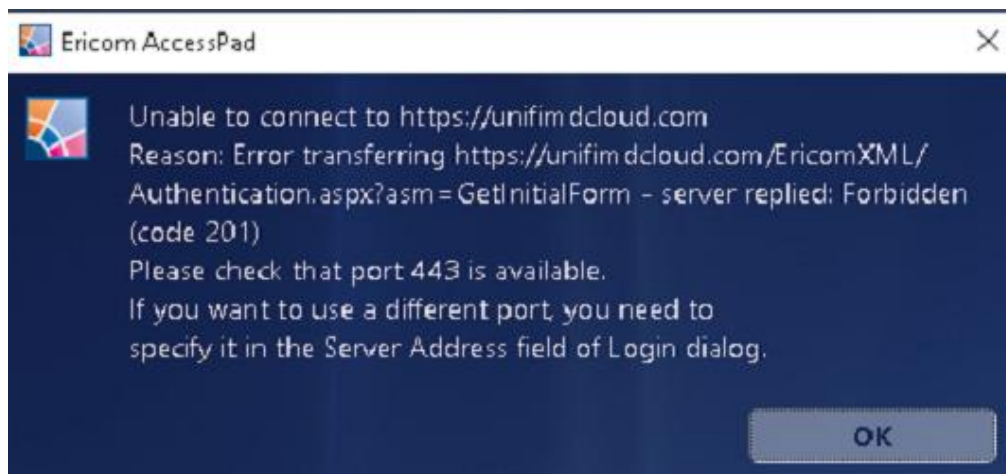 Ericom AccessPad
Unable to connect to https://unifimdcloud.com
Reason: Error transferring https://unifimdcloud.com/EricomXML/
Authentication.aspx?asm=GetInitialForm - server replied: Forbidden
(code 201)
Please check that port 443 is available.
If you want to use a different port, you need to
specify it in the Server Address field of Login dialog.
OK